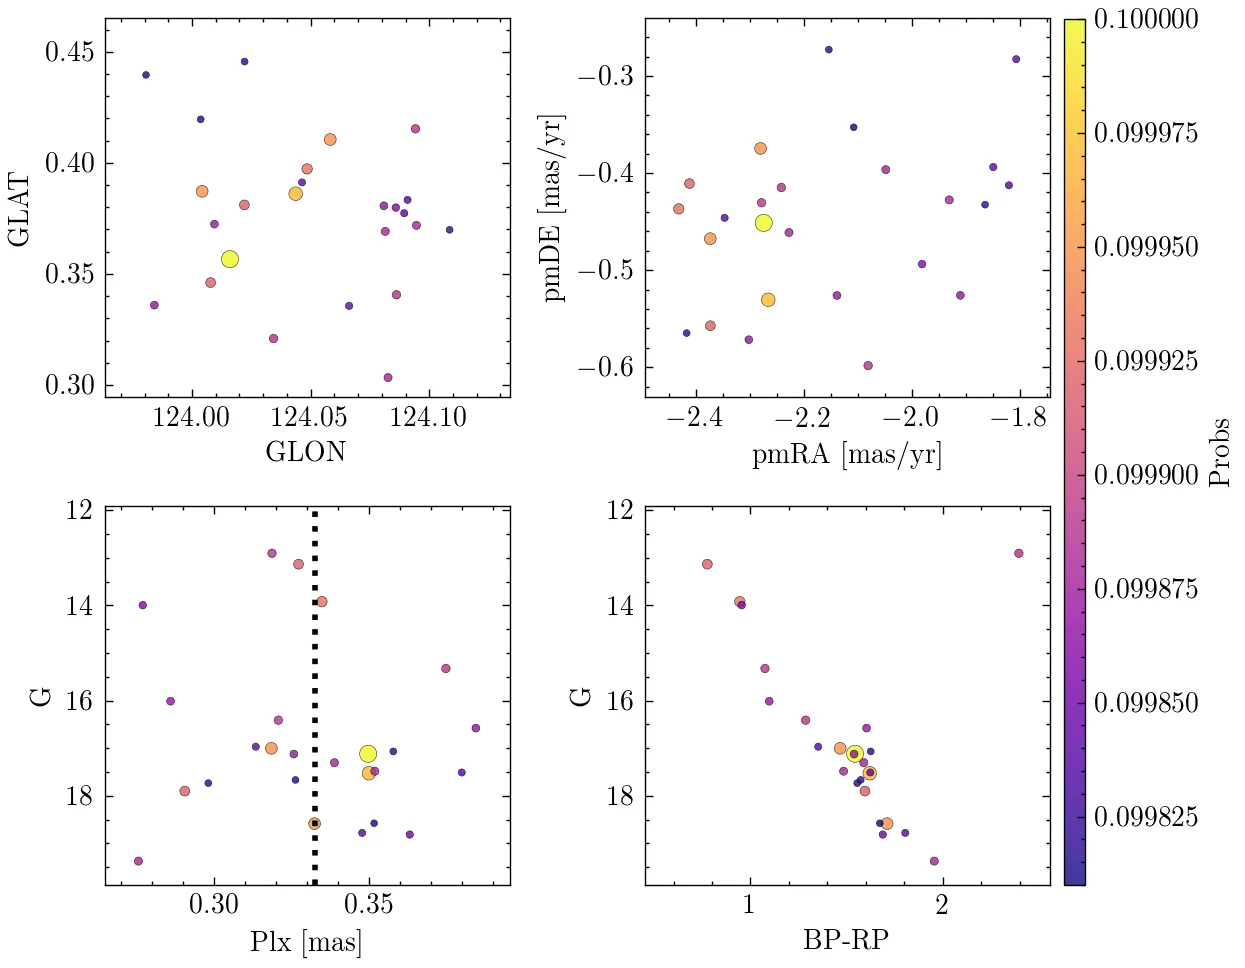 0.45
0.40
0.35
0.30
GLAT
124.00 124.05 124.10
GLON
−0.3
−0.4
−0.5
−0.6
pmDE [mas/yr]
−2.4 −2.2 −2.0 −1.8
pmRA [mas/yr]
12
14
16
18
G
0.30 0.35
Plx [mas]
12
14
16
18
G
1 2
BP-RP
0.100000
0.099975
0.099950
0.099925
0.099900
0.099875
0.099850
0.099825
Probs